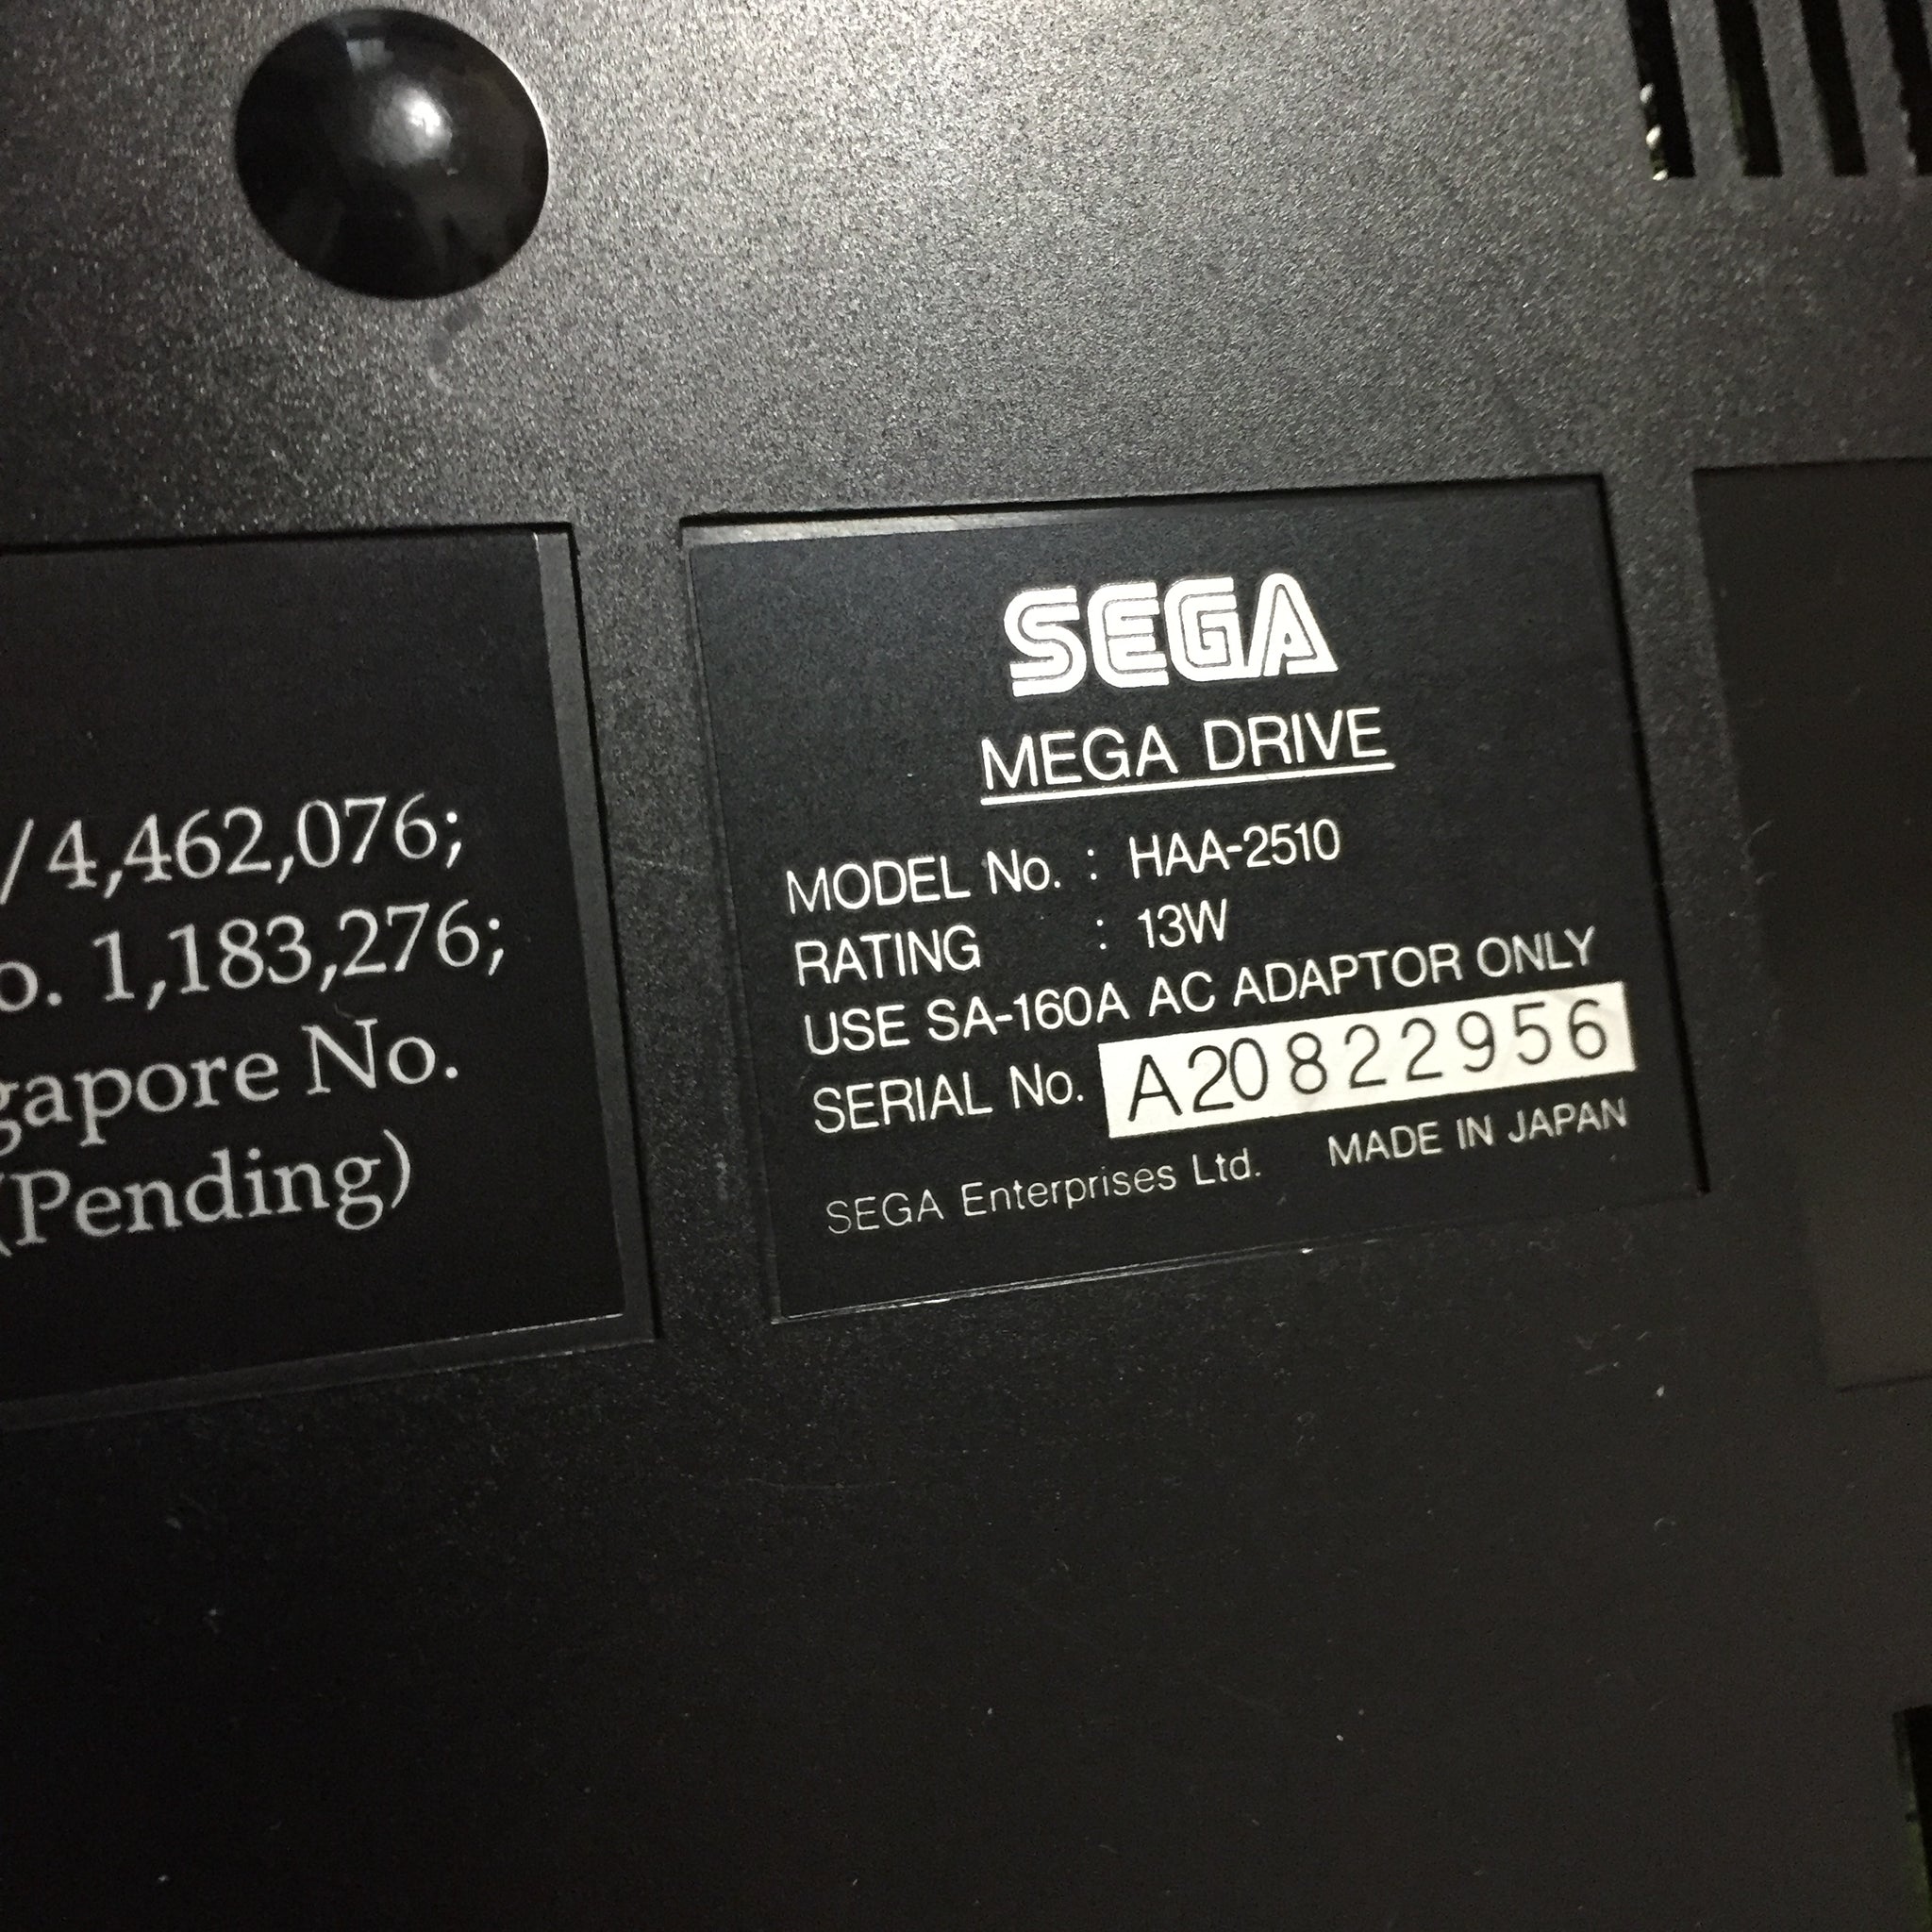 /4,462,076;
o. 1,183,276;
gapore No.
(Pending)
SEGA
MEGA DRIVE
MODEL No. : HAA-2510
RATING : 13W
USE SA-160A AC ADAPTOR ONLY
SERIAL No. A20822956
SEGA Enterprises Ltd. MADE IN JAPAN